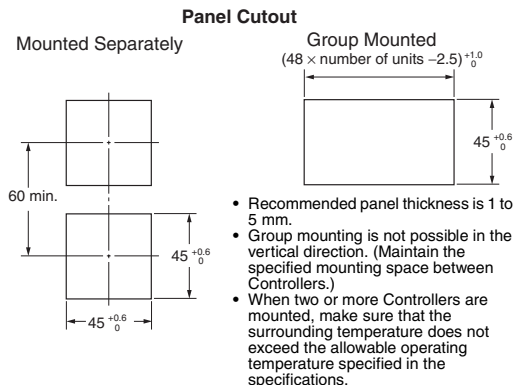 Panel Cutout
Mounted Separately
60 min.
45 +0.6 0
45 +0.6 0
Group Mounted
(48 × number of units −2.5) +1.0 0
45 +0.6 0
• Recommended panel thickness is 1 to
5 mm.
• Group mounting is not possible in the
vertical direction. (Maintain the
specified mounting space between
Controllers.)
• When two or more Controllers are
mounted, make sure that the
surrounding temperature does not
exceed the allowable operating
temperature specified in the
specifications.